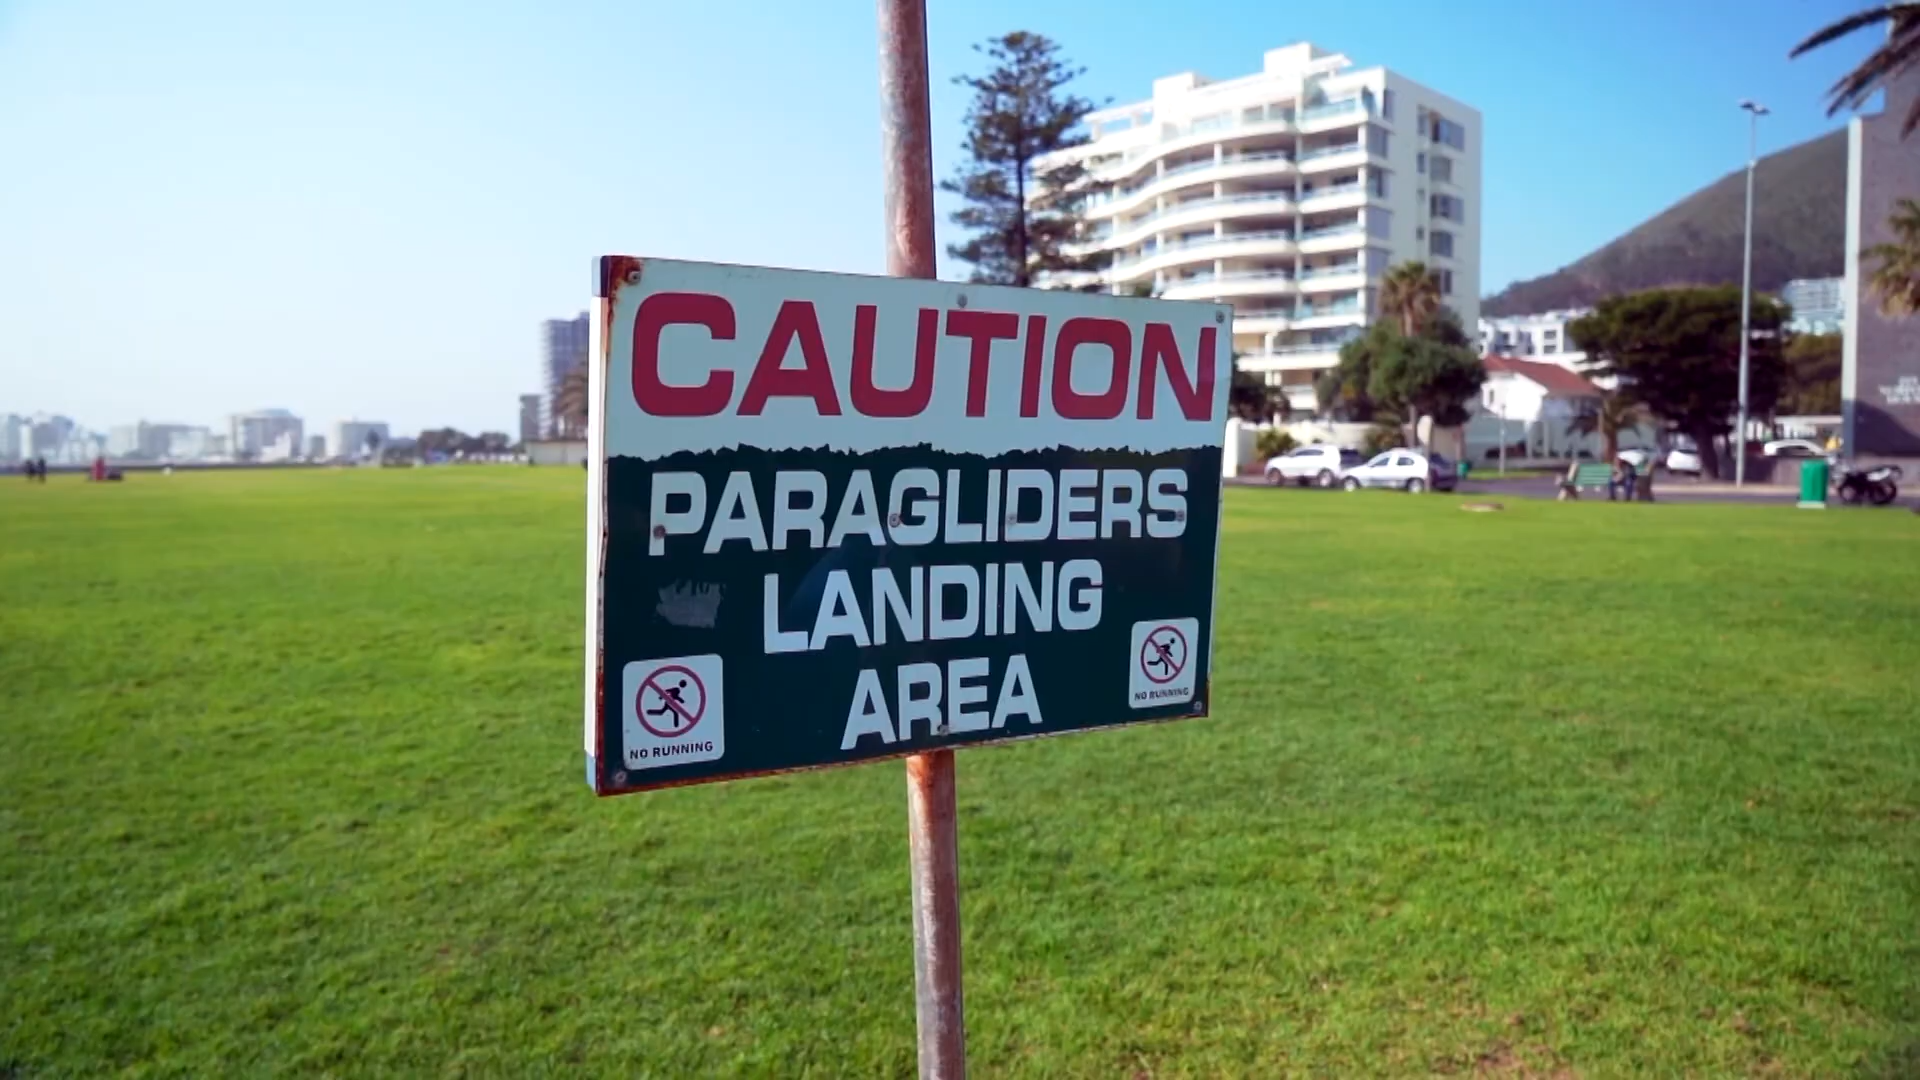 CAUTION
PARAGLIDERS
LANDING
AREA
NO RUNNING
NO RUNNING